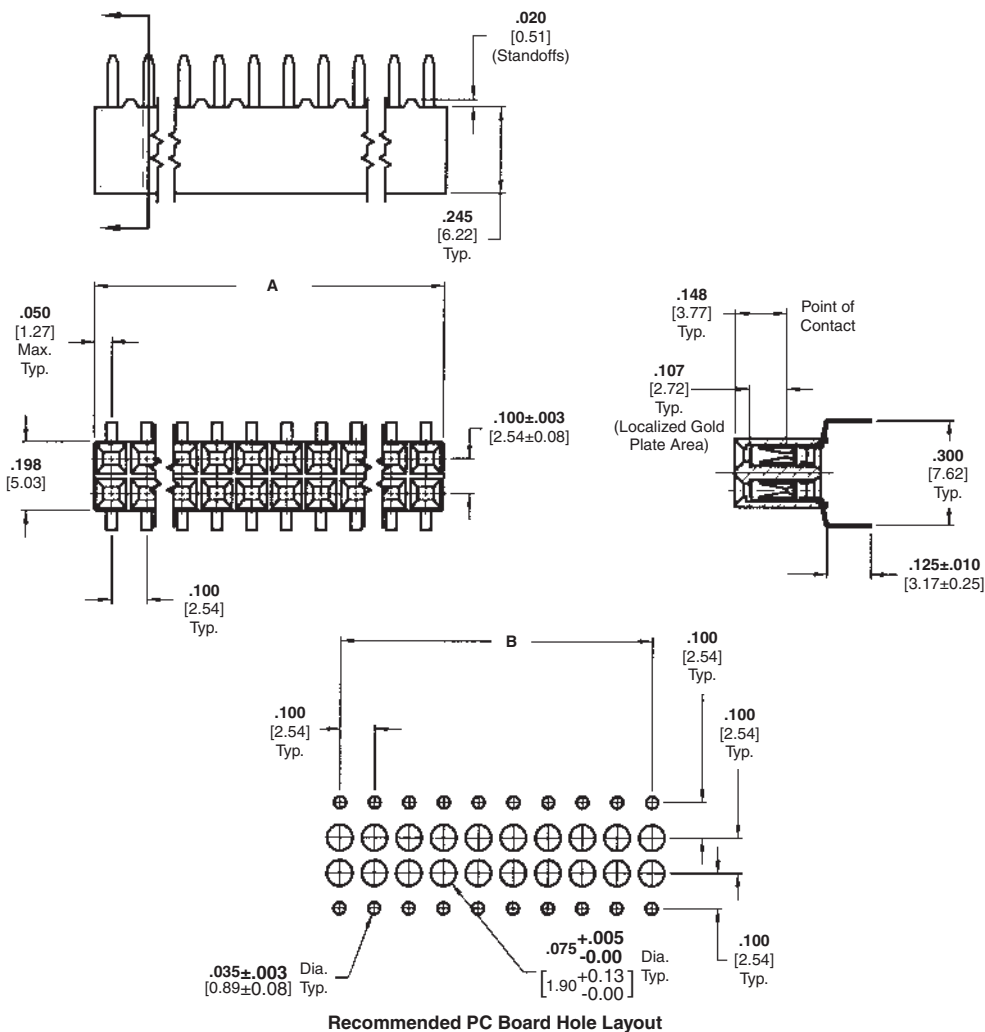 .020
[0.51]
(Standoffs)
.245
[6.22]
Typ.
A
.050
[1.27]
Max.
Typ.
.198
[5.03]
.100±.003
[2.54±0.08]
.100
[2.54]
Typ.
.148
[3.77]
Typ.
Point of
Contact
.107
[2.72]
Typ.
(Localized Gold
Plate Area)
.300
[7.62]
Typ.
.125±.010
[3.17±0.25]
B
.100
[2.54]
Typ.
.100
[2.54]
Typ.
.100
[2.54]
Typ.
.035±.003 Dia.
[0.89±0.08] Typ.
.075 +.005 Dia.
-0.00 Typ.
[1.90 +0.13
-0.00]
.100
[2.54]
Typ.
Recommended PC Board Hole Layout